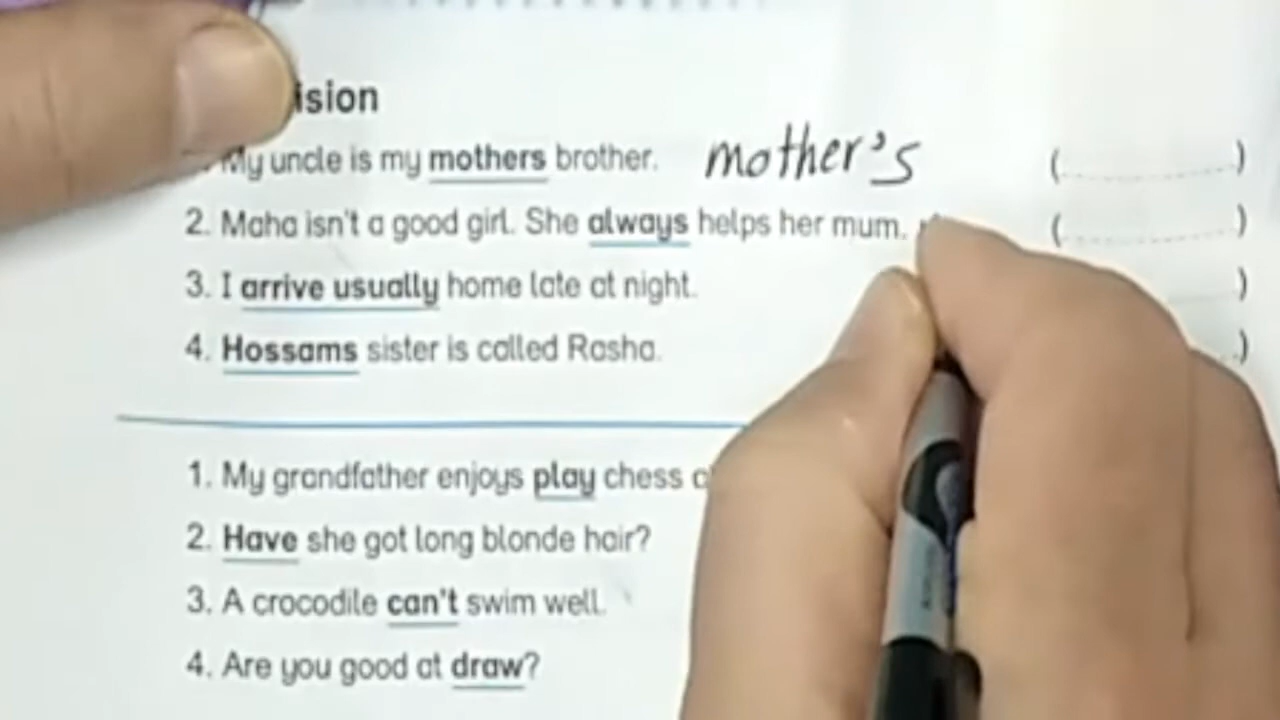 ision
My uncle is my mothers brother. mother's (....................)
2. Maha isn't a good girl. She always helps her mum. (....................)
3. I arrive usually home late at night. )
4. Hossams sister is called Rasha. )
1. My grandfather enjoys play chess
2. Have she got long blonde hair?
3. A crocodile can't swim well.
4. Are you good at draw?